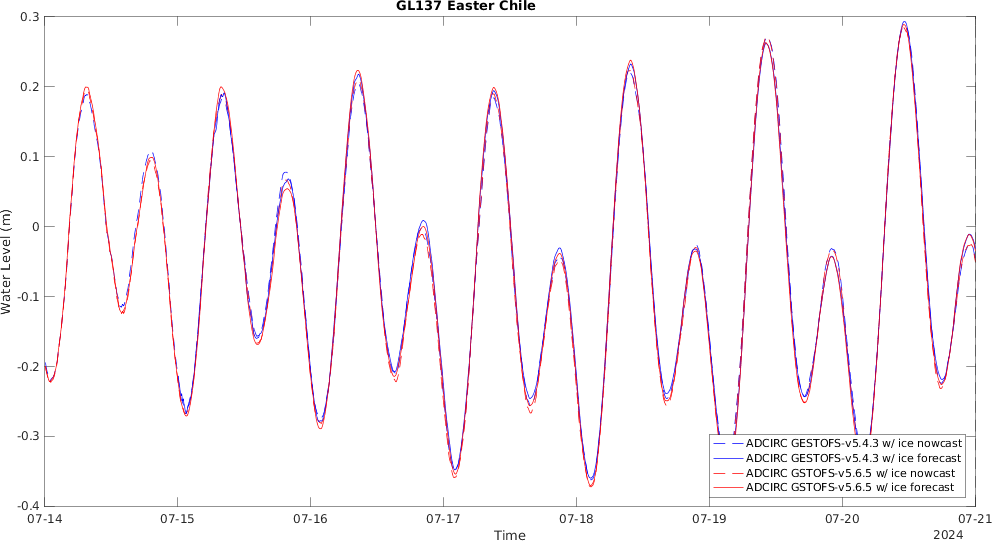 GL137 Easter Chile
0.3
0.2
0.1
0
-0.1
-0.2
-0.3
-0.4
Water Level (m)
ADCIRC GESTOFS-v5.4.3 w/ ice nowcast
ADCIRC GESTOFS-v5.4.3 w/ ice forecast
ADCIRC GSTOFS-v5.6.5 w/ ice nowcast
ADCIRC GSTOFS-v5.6.5 w/ ice forecast
07-14 07-15 07-16 07-17 07-18 07-19 07-20 07-21
Time
2024